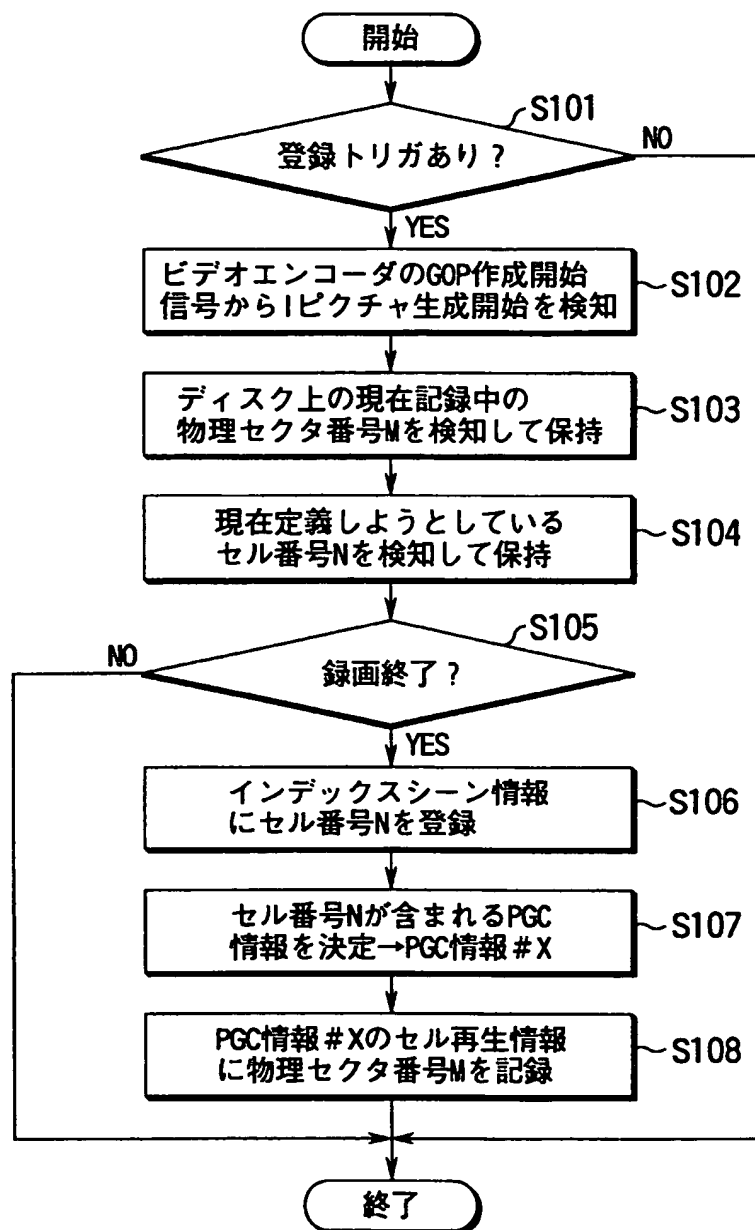 開始
S101
登録トリガあり?
NO
YES
ビデオエンコーダのGOP作成開始
信号からIピクチャ生成開始を検知
S102
ディスク上の現在記録中の
物理セクタ番号Mを検知して保持
S103
現在定義しようとしている
セル番号Nを検知して保持
S104
S105
NO
録画終了?
YES
インデックスシーン情報
にセル番号Nを登録
S106
セル番号Nが含まれるPGC
情報を決定→PGC情報#X
S107
PGC情報#Xのセル再生情報
に物理セクタ番号Mを記録
S108
終了